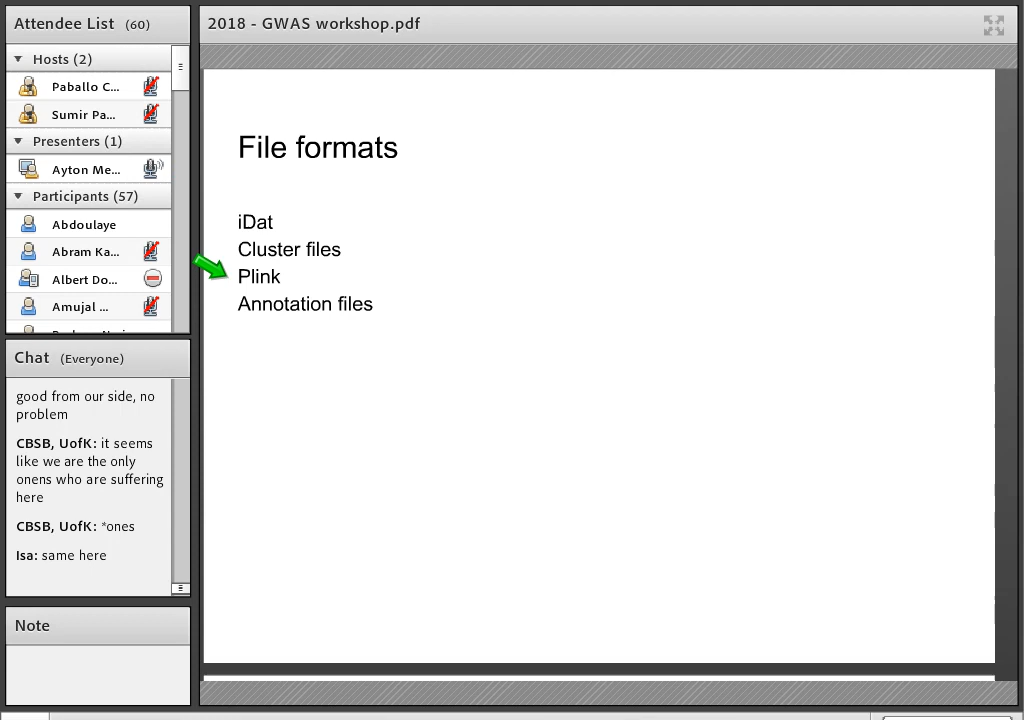 Attendee List (60)
Hosts (2)
Paballo C...
Sumir Pa...
Presenters (1)
Ayton Me...
Participants (57)
Abdoulaye
Abram Ka...
Albert Do...
Amujal ...
Chat (Everyone)
good from our side, no
problem
CBSB, UofK: it seems
like we are the only
onens who are suffering
here
CBSB, UofK: *ones
Isa: same here
Note
2018 - GWAS workshop.pdf
File formats
iDat
Cluster files
Plink
Annotation files